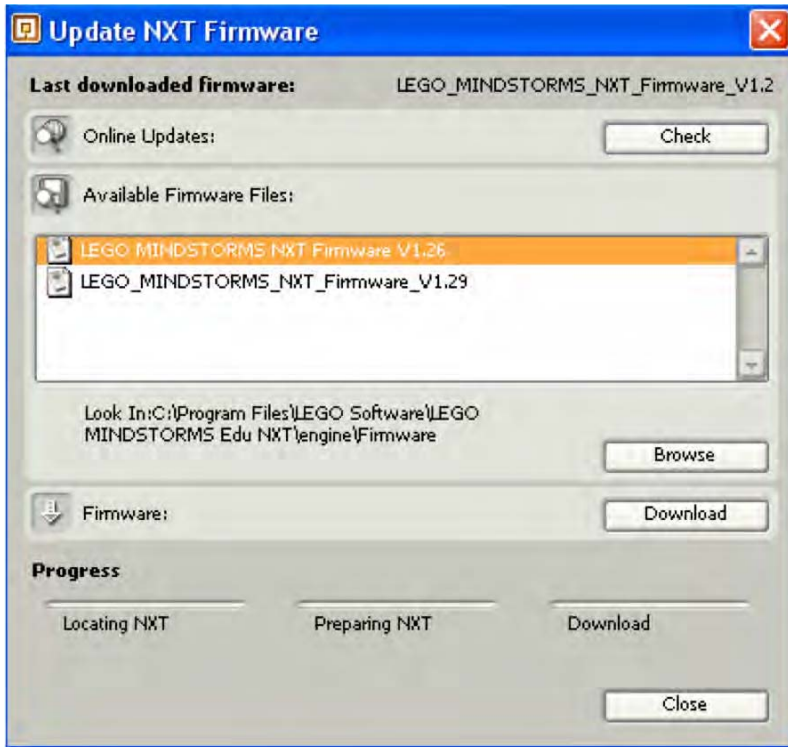 Update NXT Firmware
Last downloaded firmware: LEGO_MINDSTORMS_NXT_Firmware_V1.2
Online Updates: Check
Available Firmware Files:
LEGO MINDSTORMS NXT Firmware V1.26
LEGO_MINDSTORMS_NXT_Firmware_V1.29
Look In:C:\Program Files\LEGO Software\LEGO
MINDSTORMS Edu NXT\engine\Firmware
Browse
Firmware: Download
Progress
Locating NXT Preparing NXT Download
Close